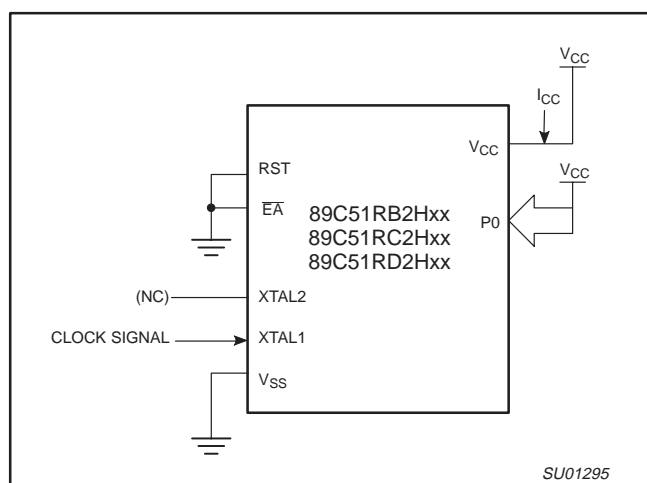 VCC
ICC
VCC
VCC
RST
EA
89C51RB2Hxx
89C51RC2Hxx
89C51RD2Hxx
P0
(NC)
XTAL2
CLOCK SIGNAL
XTAL1
VSS
SU01295